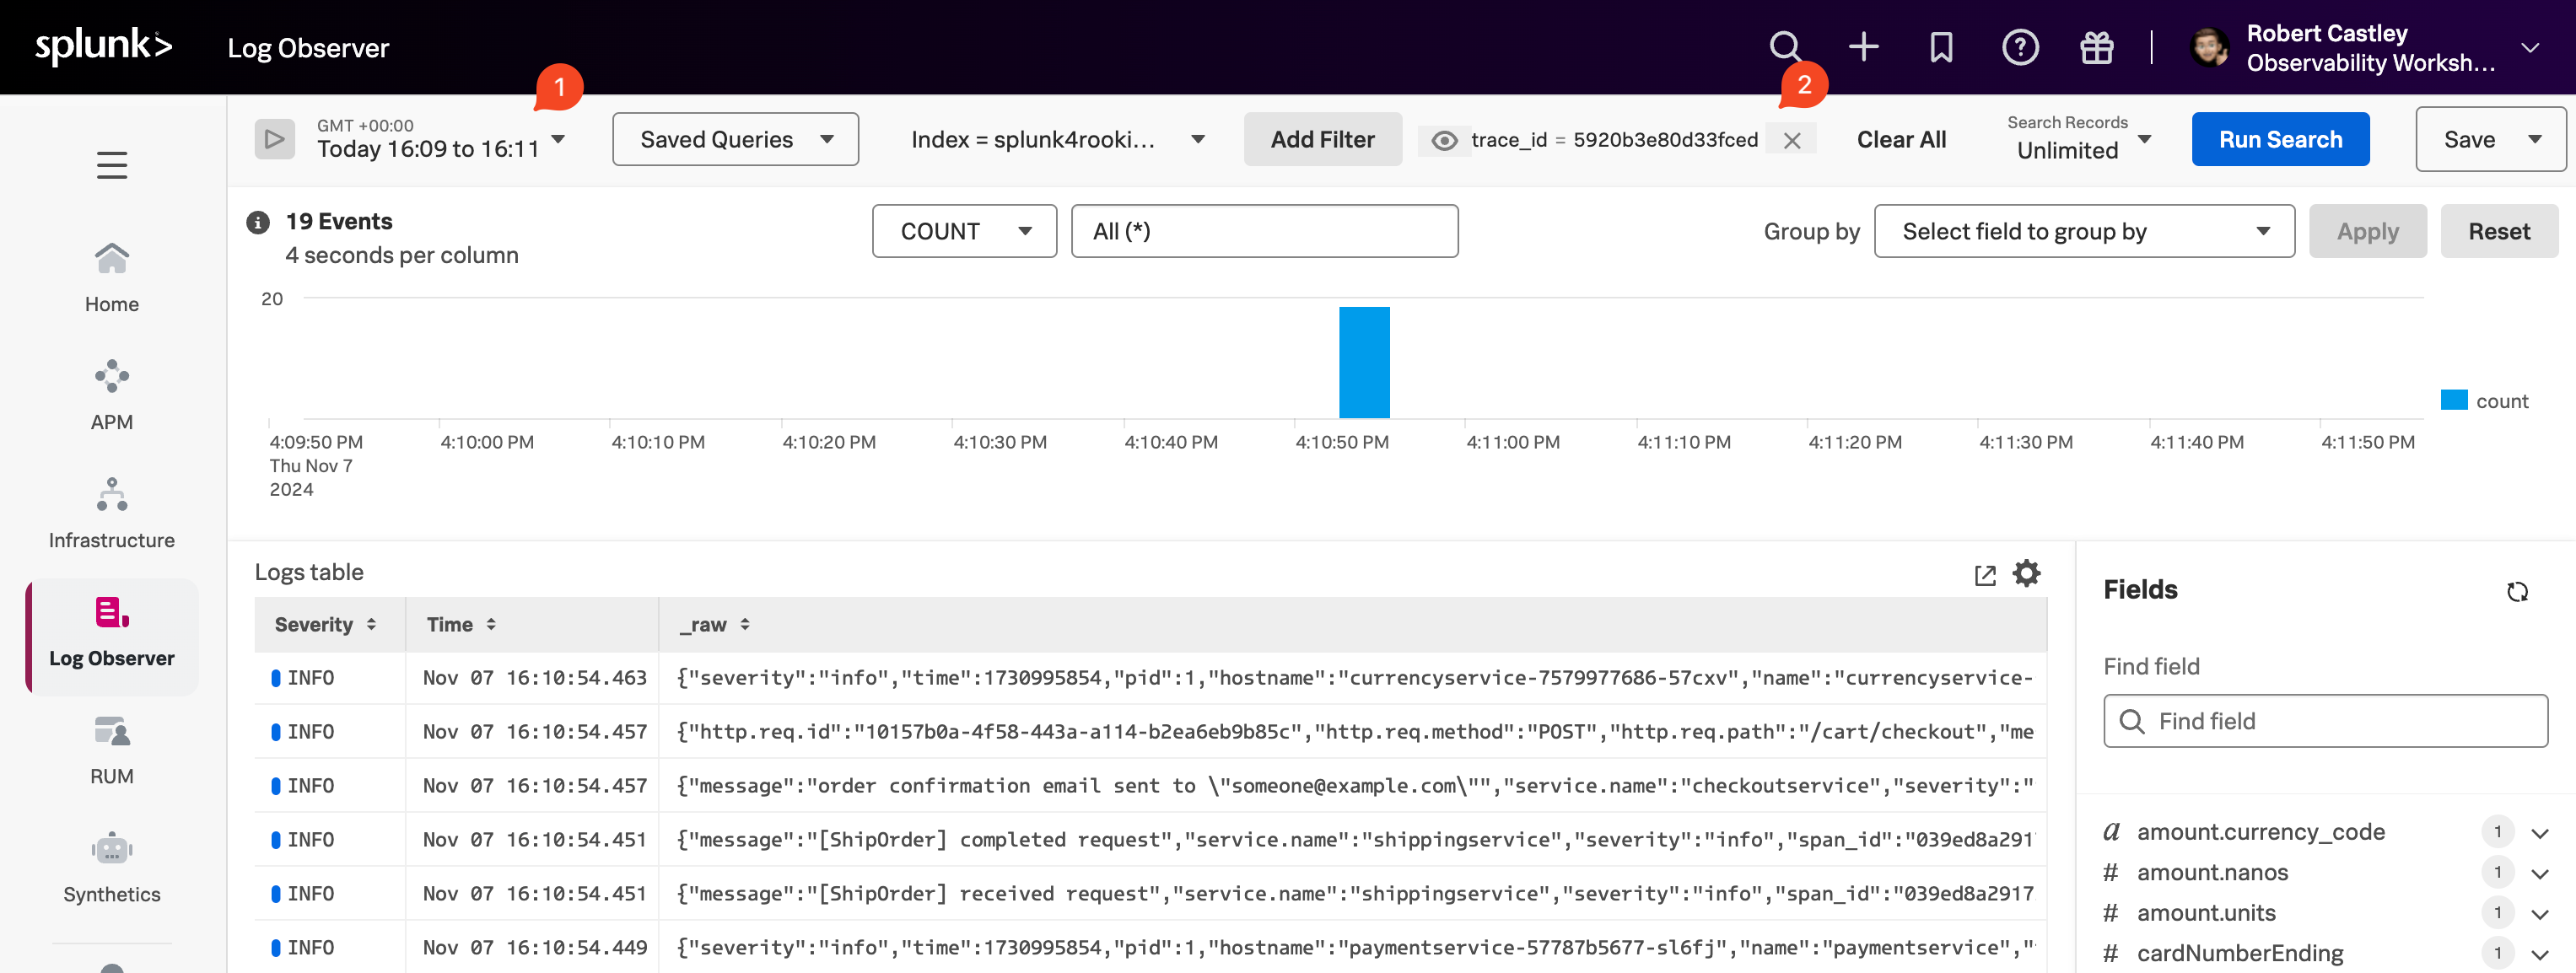 splunk>
Log Observer
Robert Castley
Observability Worksh...
1
2
GMT +00:00
Today 16:09 to 16:11
Saved Queries
Index = splunk4rooki...
Add Filter
trace_id = 5920b3e80d33fced
Clear All
Search Records
Unlimited
Run Search
Save
Home
APM
Infrastructure
Log Observer
RUM
Synthetics
19 Events
4 seconds per column
COUNT
All (*)
Group by
Select field to group by
Apply
Reset
20
4:09:50 PM
Thu Nov 7
2024
4:10:00 PM
4:10:10 PM
4:10:20 PM
4:10:30 PM
4:10:40 PM
4:10:50 PM
4:11:00 PM
4:11:10 PM
4:11:20 PM
4:11:30 PM
4:11:40 PM
4:11:50 PM
count
Logs table
Severity Time _raw
INFO Nov 07 16:10:54.463 {"severity":"info","time":1730995854,"pid":1,"hostname":"currencyservice-7579977686-57cxv","name":"currencyservice-
INFO Nov 07 16:10:54.457 {"http.req.id":"10157b0a-4f58-443a-a114-b2ea6eb9b85c","http.req.method":"POST","http.req.path":"/cart/checkout","me
INFO Nov 07 16:10:54.457 {"message":"order confirmation email sent to \"someone@example.com\"","service.name":"checkoutservice","severity":"
INFO Nov 07 16:10:54.451 {"message":"[ShipOrder] completed request","service.name":"shippingservice","severity":"info","span_id":"039ed8a291
INFO Nov 07 16:10:54.451 {"message":"[ShipOrder] received request","service.name":"shippingservice","severity":"info","span_id":"039ed8a2917
INFO Nov 07 16:10:54.449 {"severity":"info","time":1730995854,"pid":1,"hostname":"paymentservice-57787b5677-sl6fj","name":"paymentservice","
Fields
Find field
Find field
a amount.currency_code 1
# amount.nanos 1
# amount.units 1
# cardNumberEnding 1